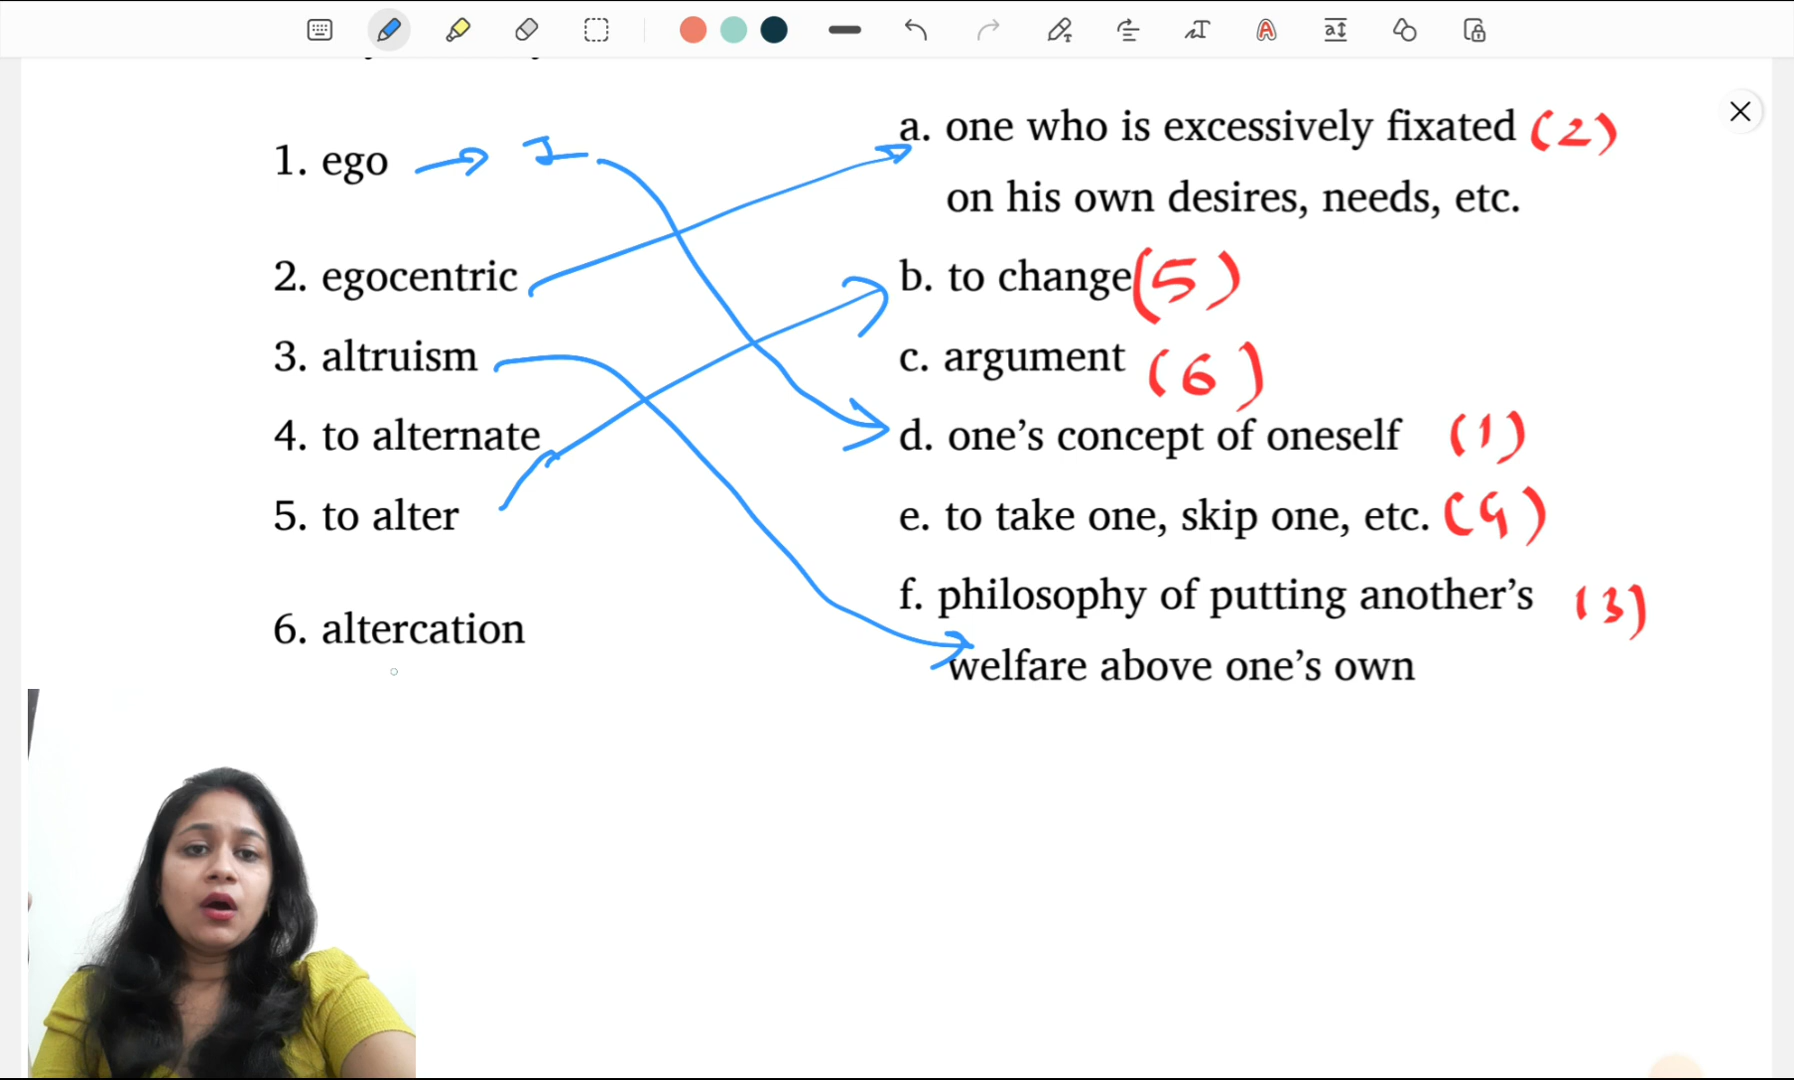 1. ego → I
2. egocentric
3. altruism
4. to alternate
5. to alter
6. altercation
a. one who is excessively fixated (2)
on his own desires, needs, etc.
b. to change (5)
c. argument (6)
d. one’s concept of oneself (1)
e. to take one, skip one, etc. (4)
f. philosophy of putting another’s (3)
welfare above one’s own